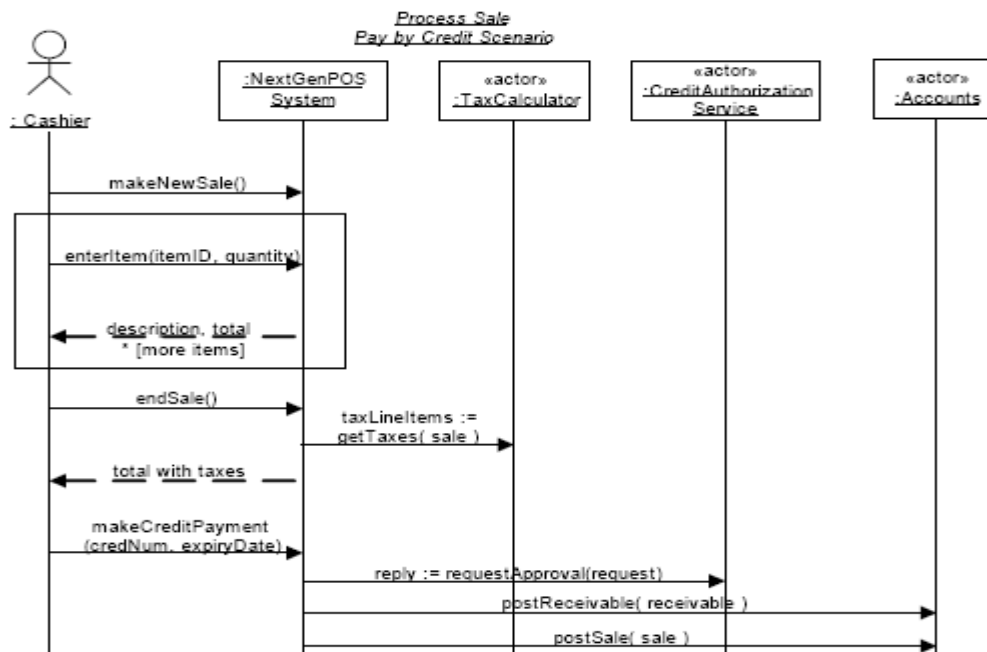 Process Sale
Pay by Credit Scenario
: Cashier
:NextGenPOS
System
«actor»
:TaxCalculator
«actor»
:CreditAuthorization
Service
«actor»
:Accounts
makeNewSale()
enterItem(itemID, quantity)
description, total
* [more items]
endSale()
taxLineItems :=
getTaxes( sale )
total with taxes
makeCreditPayment
(credNum, expiryDate)
reply := requestApproval(request)
postReceivable( receivable )
postSale( sale )